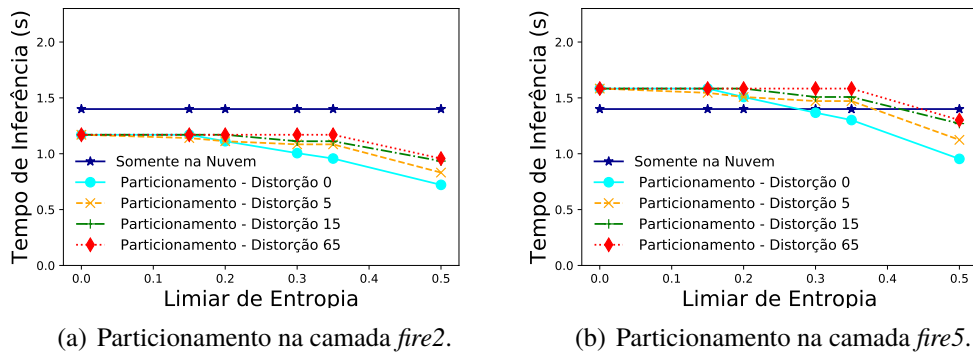 Tempo de Inferência (s)
2.0
1.5
1.0
0.5
0.0
Somente na Nuvem
Particionamento - Distorção 0
Particionamento - Distorção 5
Particionamento - Distorção 15
Particionamento - Distorção 65
0.0 0.1 0.2 0.3 0.4 0.5
Limiar de Entropia
(a) Particionamento na camada fire2.
Tempo de Inferência (s)
2.0
1.5
1.0
0.5
0.0
Somente na Nuvem
Particionamento - Distorção 0
Particionamento - Distorção 5
Particionamento - Distorção 15
Particionamento - Distorção 65
0.0 0.1 0.2 0.3 0.4 0.5
Limiar de Entropia
(b) Particionamento na camada fire5.